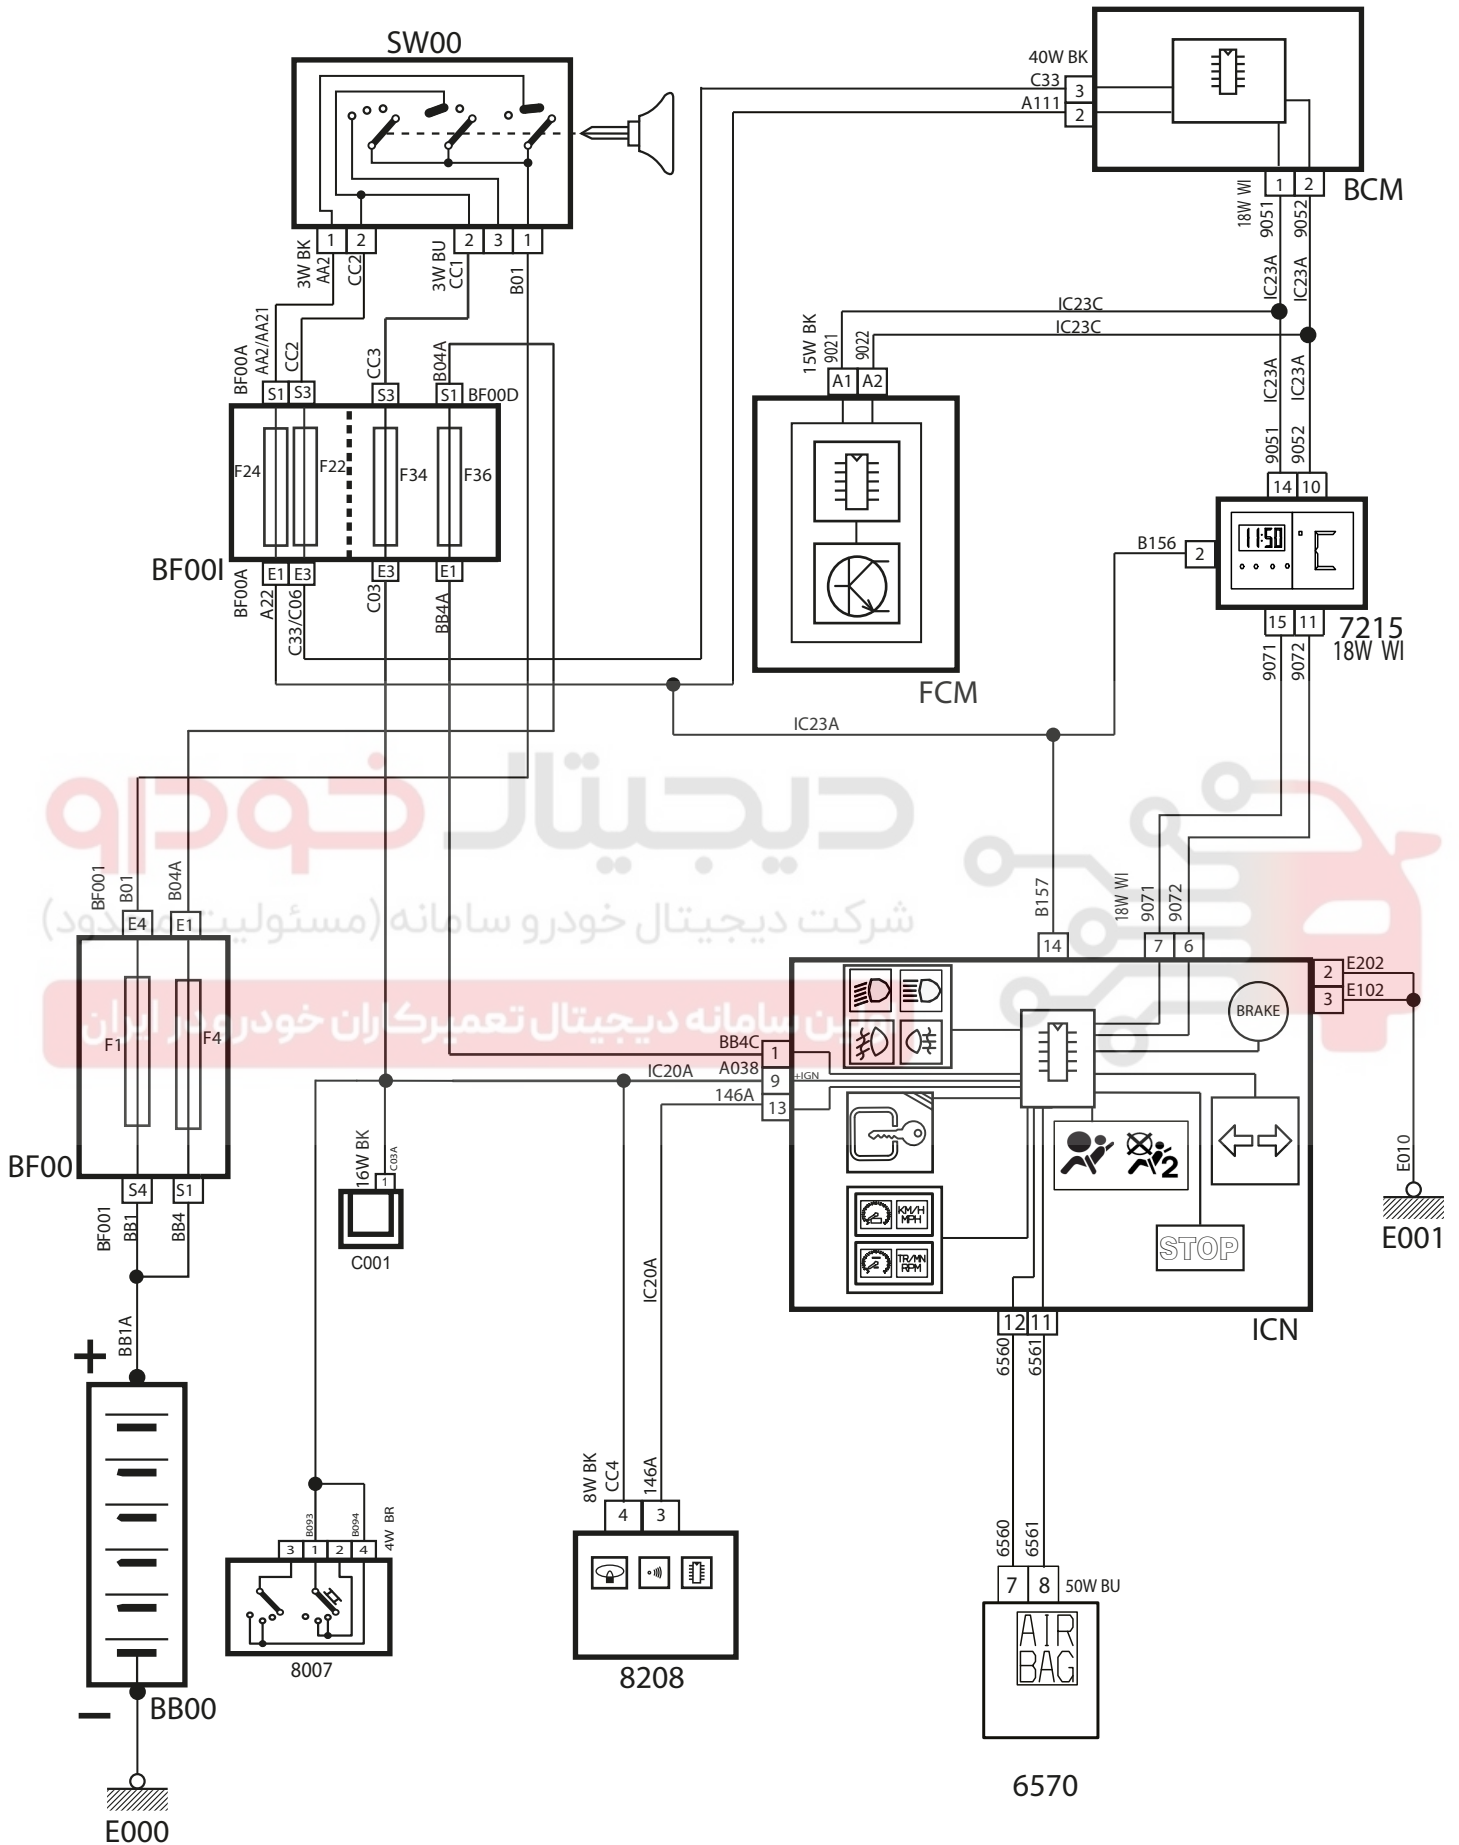 SW00
40W BK
C33
3
A111
2
BCM
1
2
18W WI
9051
9052
1
2
2
3
1
3W BK
AA2
CC2
3W BU
CC1
B01
IC23A
IC23A
IC23C
IC23C
15W BK
9021
9022
A1
A2
BF00A
AA2/AA21
CC2
CC3
B04A
S1
S3
S3
S1
BF00D
F24
F22
F34
F36
BF00I
BF00A
E1
E3
E3
E1
A22
C33/C06
C03
BB4A
FCM
IC23A
IC23A
9051
9052
14
10
B156
2
11:50
°C
15
11
7215
18W WI
9071
9072
IC23A
دیجیتال خودرو
شرکت دیجیتال خودرو سامانه (مسئولیت محدود)
اولین سامانه دیجیتال تعمیرکاران خودرو در ایران
BF001
B01
B04A
E4
E1
F1
F4
BF00
S4
S1
BF001
BB1
BB4
BB1A
+
−
BB00
E000
B157
18W WI
9071
9072
14
7
6
2
E202
3
E102
BRAKE
BB4C
1
IC20A
A038
9
+IGN
146A
13
16W BK
C03A
1
C001
KM/H
MPH
TR/MN
RPM
2
STOP
E010
E001
ICN
12
11
6560
6561
IC20A
8W BK
CC4
146A
4
3
8208
B093
B094
4W BR
3
1
2
4
8007
6560
6561
7
8
50W BU
AIR
BAG
6570